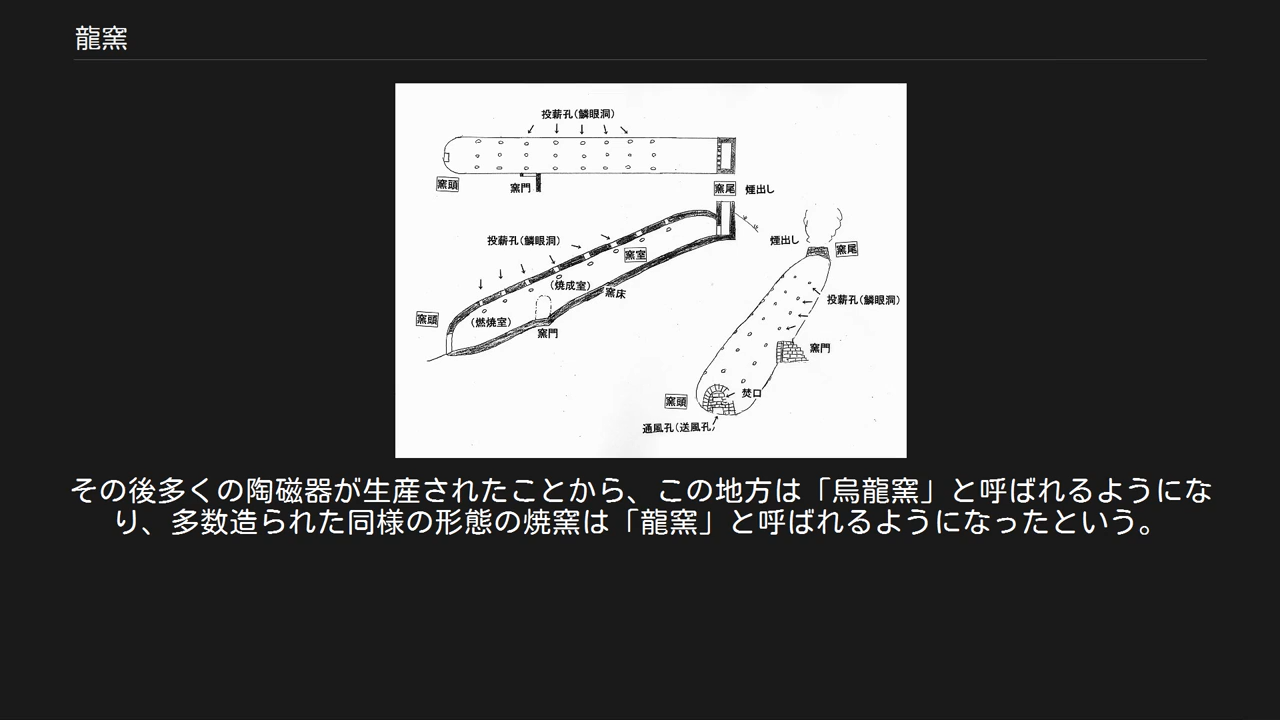 龍窯
投薪孔(鱗眼洞)
窯頭
窯門
窯尾 煙出し
投薪孔(鱗眼洞)
窯室
(焼成室)
窯床
窯頭
(燃焼室)
窯門
煙出し
窯尾
投薪孔(鱗眼洞)
窯門
焚口
窯頭
通風孔(送風孔)
その後多くの陶磁器が生産されたことから、この地方は「烏龍窯」と呼ばれるようにな
り、多数造られた同様の形態の焼窯は「龍窯」と呼ばれるようになったという。